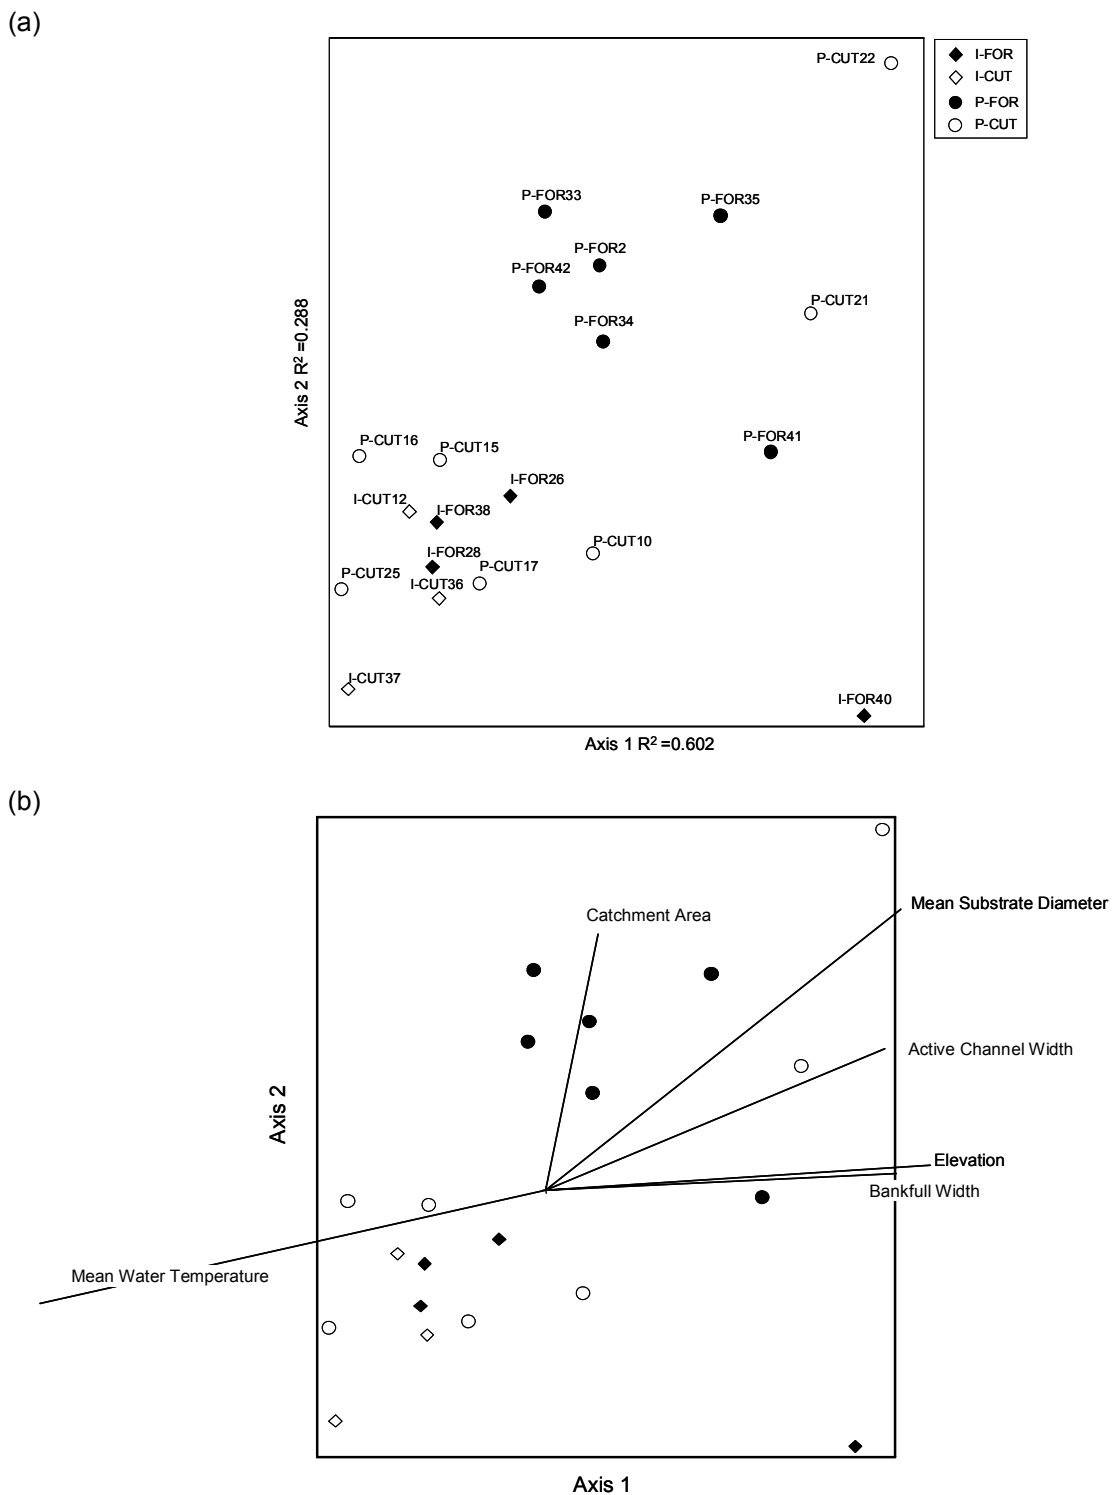 (a)
I-FOR
I-CUT
P-FOR
P-CUT
P-CUT22
P-FOR33
P-FOR35
P-FOR2
P-FOR42
P-CUT21
P-FOR34
Axis 2 R² =0.288
P-FOR41
P-CUT16
P-CUT15
I-FOR26
I-CUT12
I-FOR38
P-CUT10
I-FOR28
P-CUT17
P-CUT25
I-CUT36
I-CUT37
I-FOR40
Axis 1 R² =0.602
(b)
Mean Substrate Diameter
Catchment Area
Active Channel Width
Axis 2
Elevation
Bankfull Width
Mean Water Temperature
Axis 1